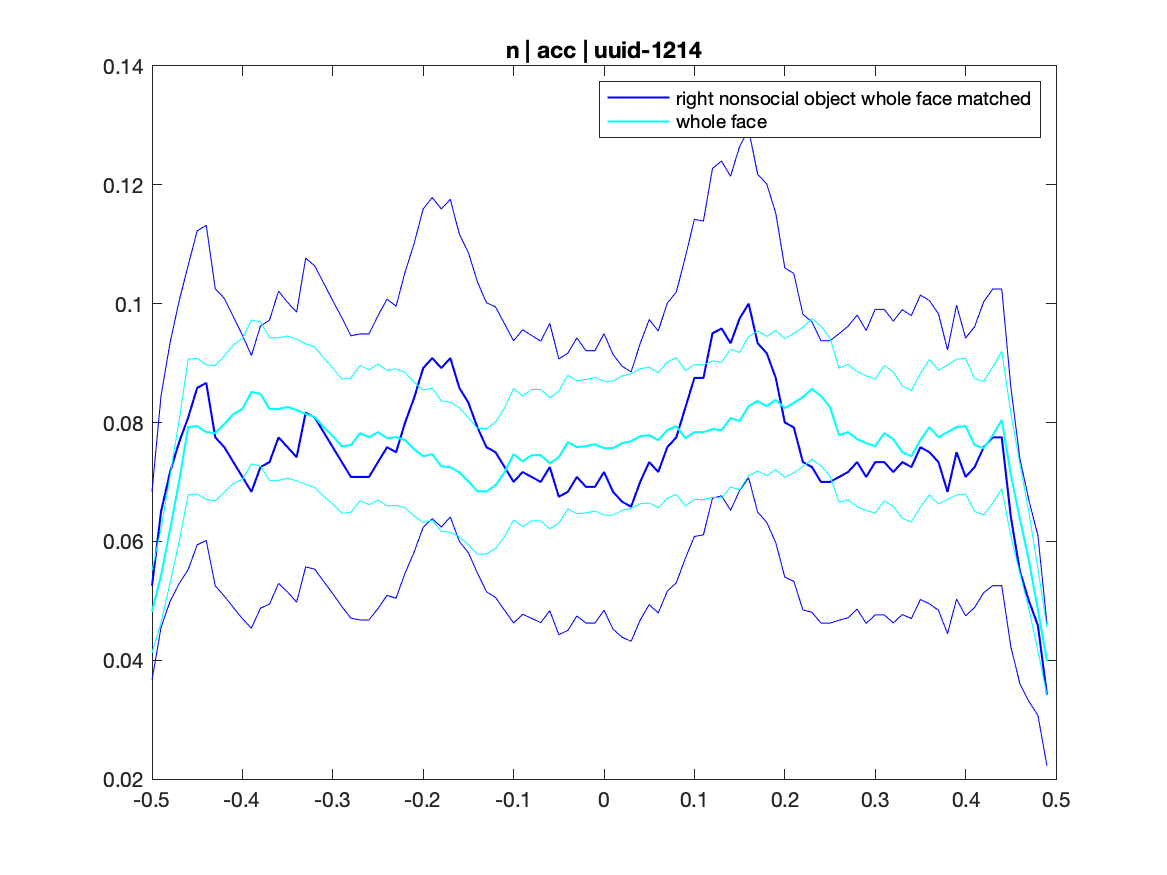 n | acc | uuid-1214
right nonsocial object whole face matched
whole face
0.14
0.12
0.1
0.08
0.06
0.04
0.02
-0.5 -0.4 -0.3 -0.2 -0.1 0 0.1 0.2 0.3 0.4 0.5